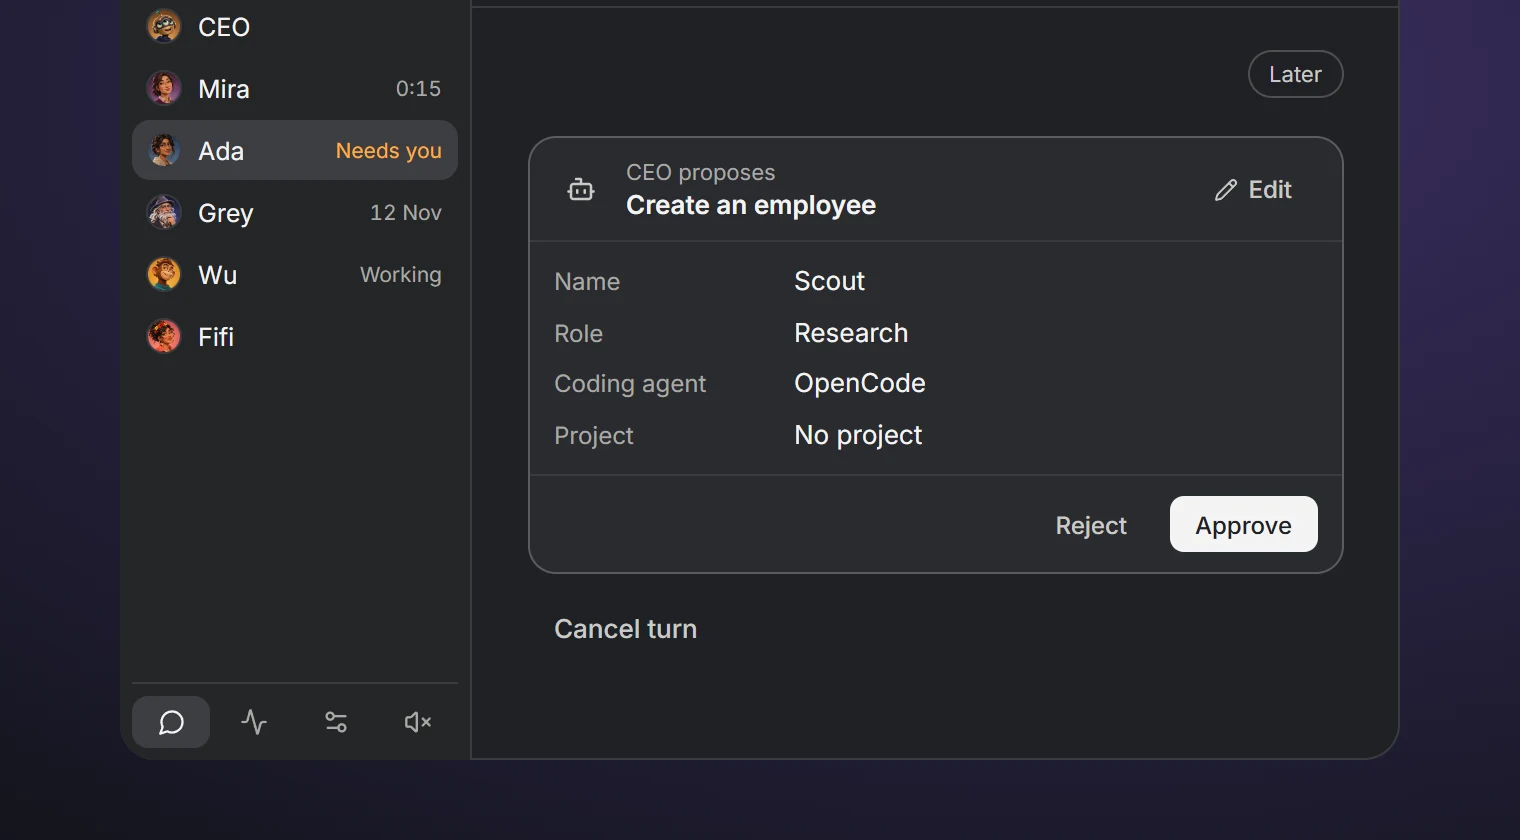 CEO
Mira 0:15
Ada Needs you
Grey 12 Nov
Wu Working
Fifi
Later
CEO proposes
Create an employee
Edit
Name Scout
Role Research
Coding agent OpenCode
Project No project
Reject Approve
Cancel turn